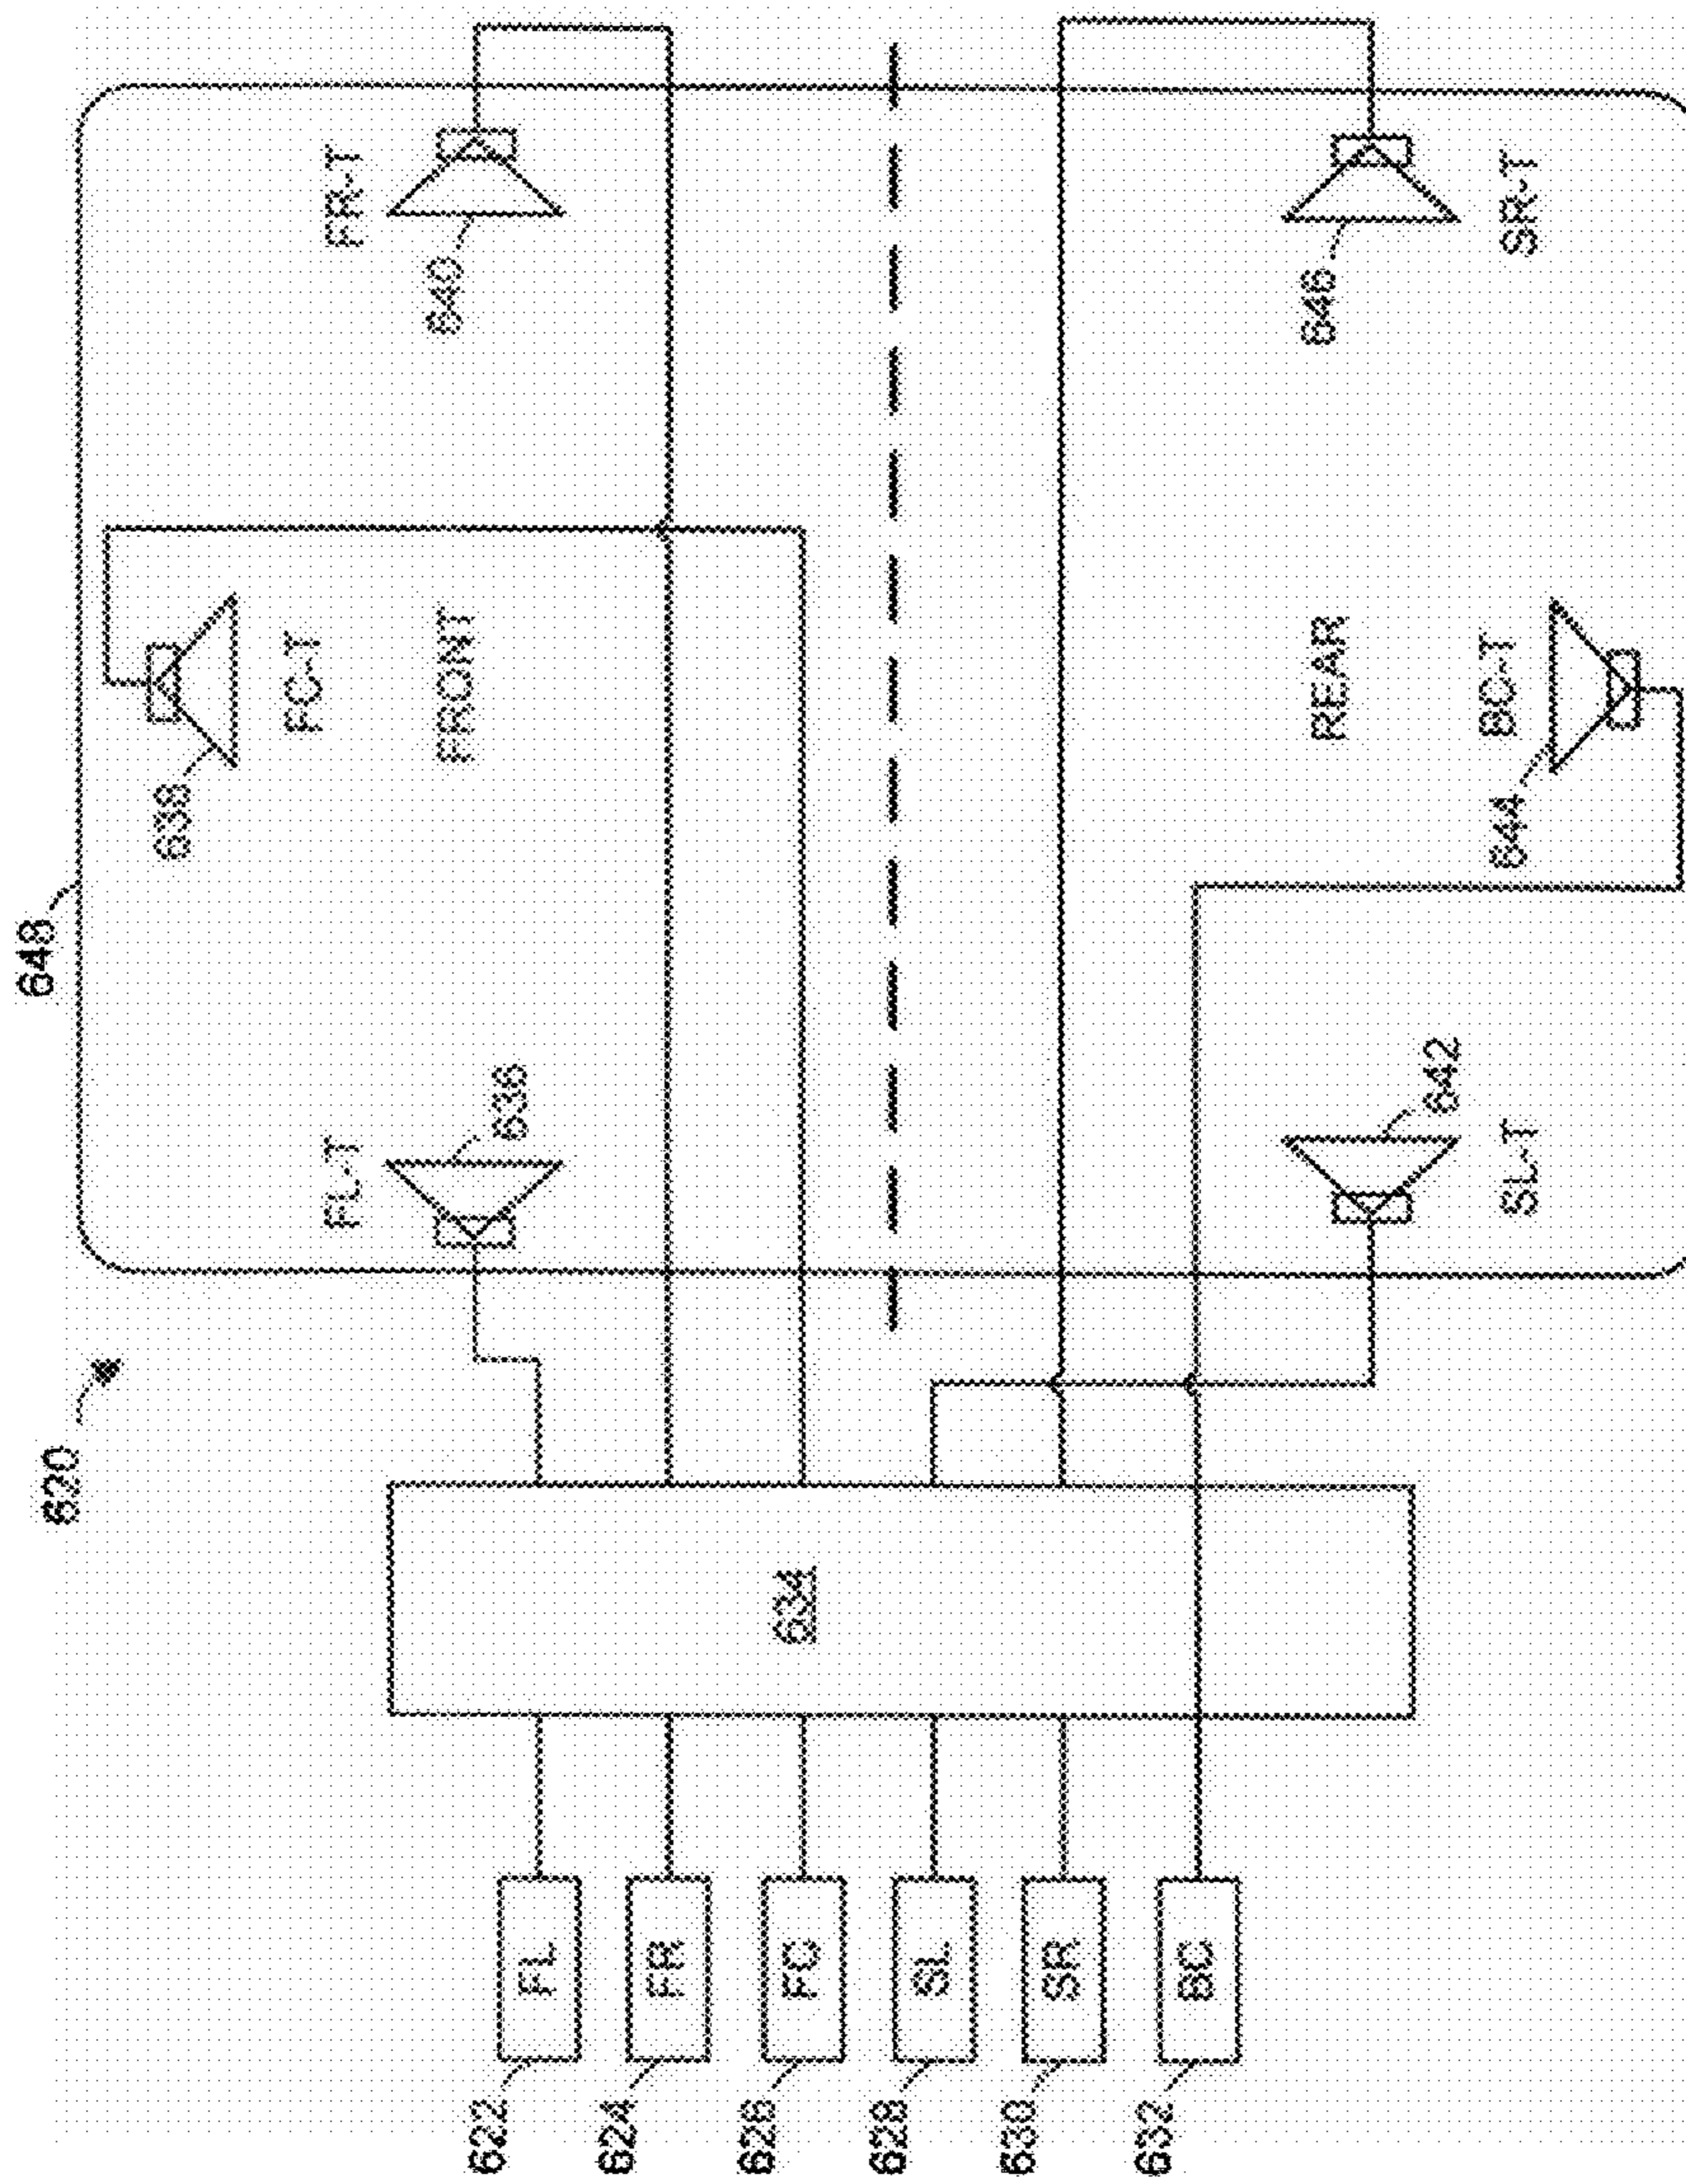 620
648
622
FL
624
FR
626
FC
628
SL
630
SR
632
BC
634
FL-T
636
638
FC-T
FRONT
FR-T
640
SL-T
642
REAR
BC-T
644
SR-T
646